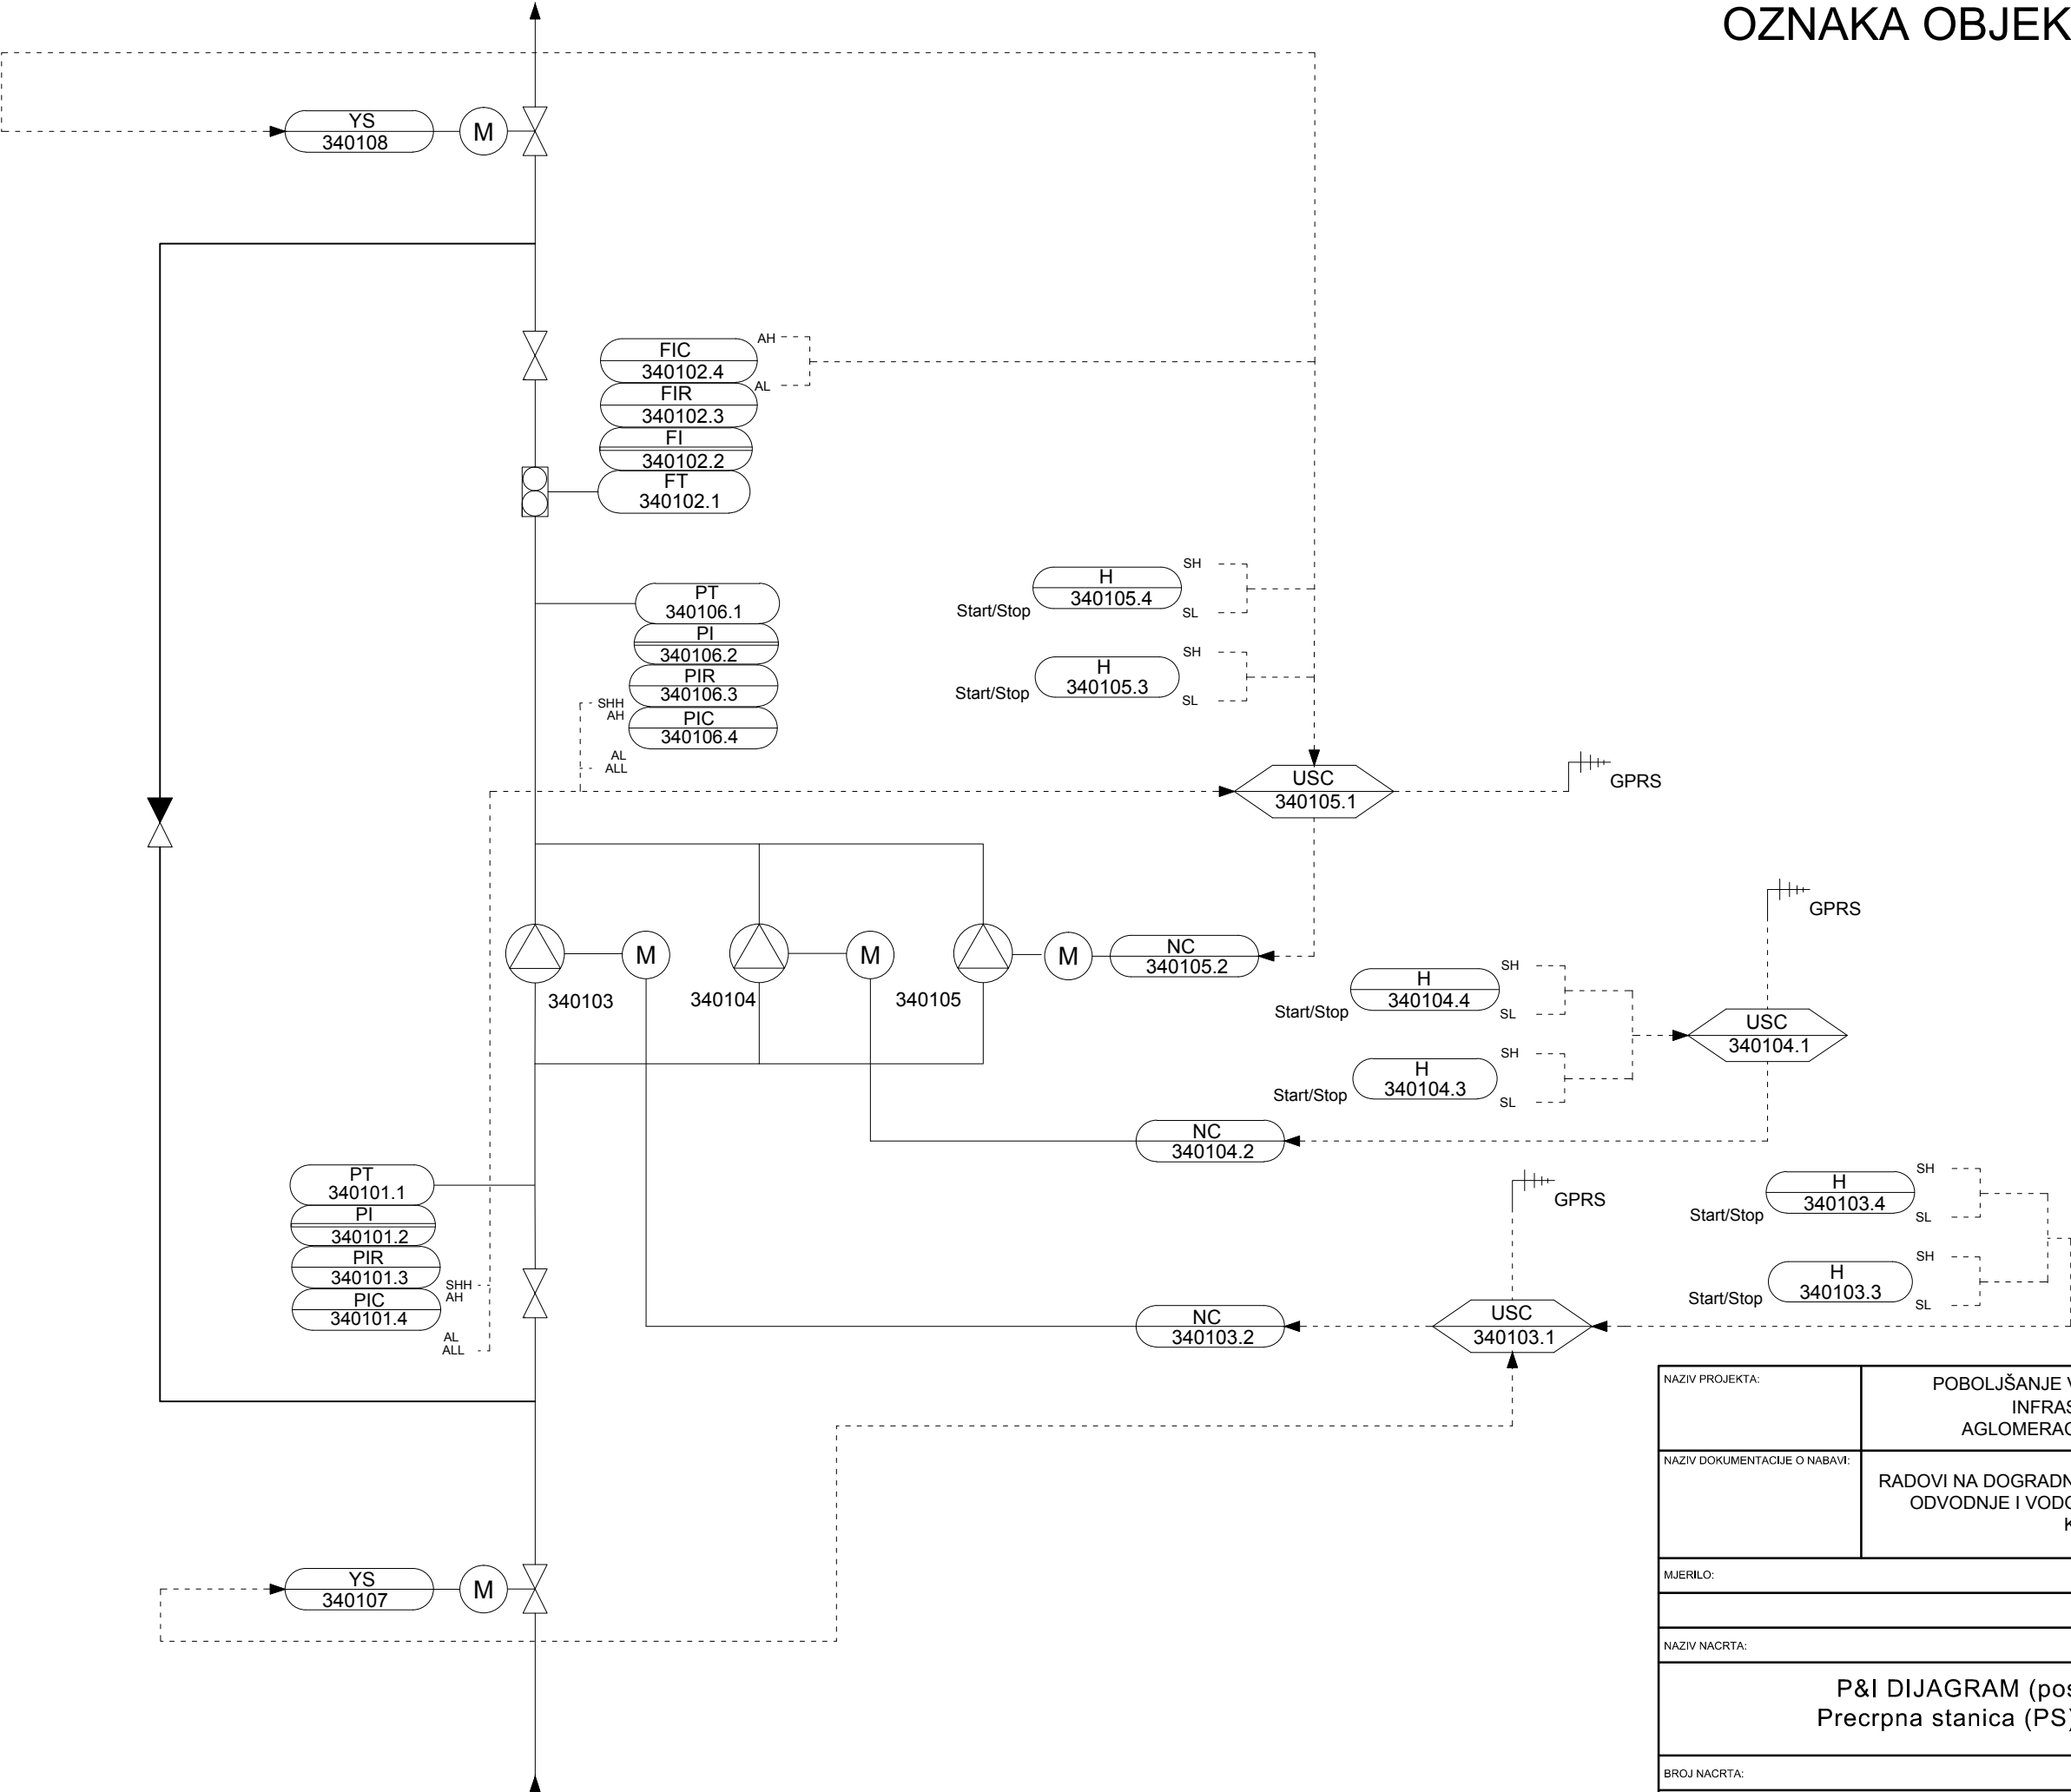 OZNAKA OBJEK
YS
340108
M
FIC
340102.4
AH
AL
FIR
340102.3
FI
340102.2
FT
340102.1
PT
340106.1
PI
340106.2
PIR
340106.3
PIC
340106.4
SHH
AH
AL
ALL
H
340105.4
Start/Stop
SH
SL
H
340105.3
Start/Stop
SH
SL
USC
340105.1
GPRS
M
340103
M
340104
M
340105
NC
340105.2
GPRS
H
340104.4
Start/Stop
SH
SL
H
340104.3
Start/Stop
SH
SL
USC
340104.1
NC
340104.2
PT
340101.1
PI
340101.2
PIR
340101.3
PIC
340101.4
SHH
AH
AL
ALL
GPRS
H
340103.4
Start/Stop
SH
SL
H
340103.3
Start/Stop
SH
SL
NC
340103.2
USC
340103.1
YS
340107
M
NAZIV PROJEKTA:
POBOLJŠANJE
INFRAS
AGLOMERAC
NAZIV DOKUMENTACIJE O NABAVI:
RADOVI NA DOGRADN
ODVODNJE I VODO
K
MJERILO:
NAZIV NACRTA:
P&I DIJAGRAM (pos
Precrpna stanica (PS)
BROJ NACRTA: